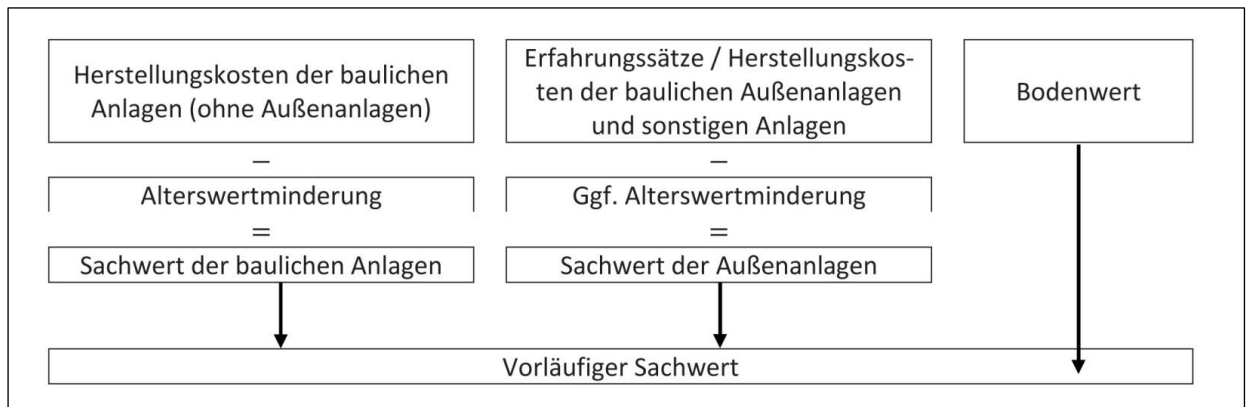 Herstellungskosten der baulichen
Anlagen (ohne Außenanlagen)
–
Alterswertminderung
=
Sachwert der baulichen Anlagen
Erfahrungssätze / Herstellungskos-
ten der baulichen Außenanlagen
und sonstigen Anlagen
–
Ggf. Alterswertminderung
=
Sachwert der Außenanlagen
Bodenwert
Vorläufiger Sachwert